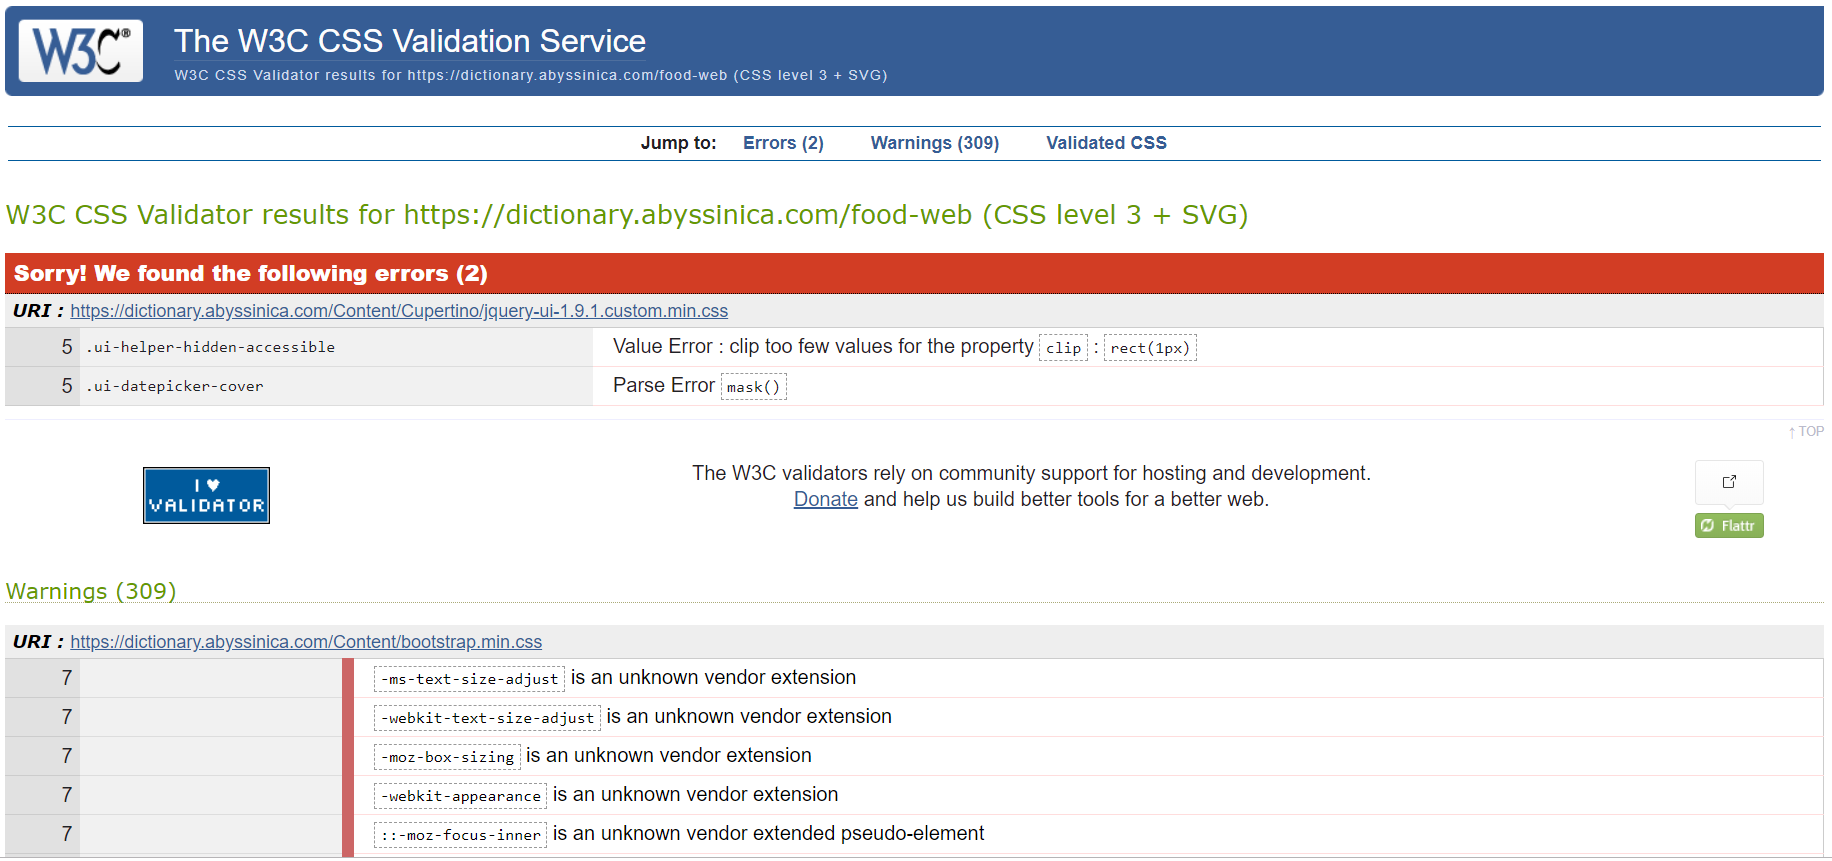 W3C®
The W3C CSS Validation Service
W3C CSS Validator results for https://dictionary.abyssinica.com/food-web (CSS level 3 + SVG)
Jump to: Errors (2) Warnings (309) Validated CSS
W3C CSS Validator results for https://dictionary.abyssinica.com/food-web (CSS level 3 + SVG)
Sorry! We found the following errors (2)
URI : https://dictionary.abyssinica.com/Content/Cupertino/jquery-ui-1.9.1.custom.min.css
5 .ui-helper-hidden-accessible Value Error : clip too few values for the property clip : rect(1px)
5 .ui-datepicker-cover Parse Error mask()
↑ TOP
I ♥
VALIDATOR
The W3C validators rely on community support for hosting and development.
Donate and help us build better tools for a better web.
Flattr
Warnings (309)
URI : https://dictionary.abyssinica.com/Content/bootstrap.min.css
7 -ms-text-size-adjust is an unknown vendor extension
7 -webkit-text-size-adjust is an unknown vendor extension
7 -moz-box-sizing is an unknown vendor extension
7 -webkit-appearance is an unknown vendor extension
7 ::-moz-focus-inner is an unknown vendor extended pseudo-element